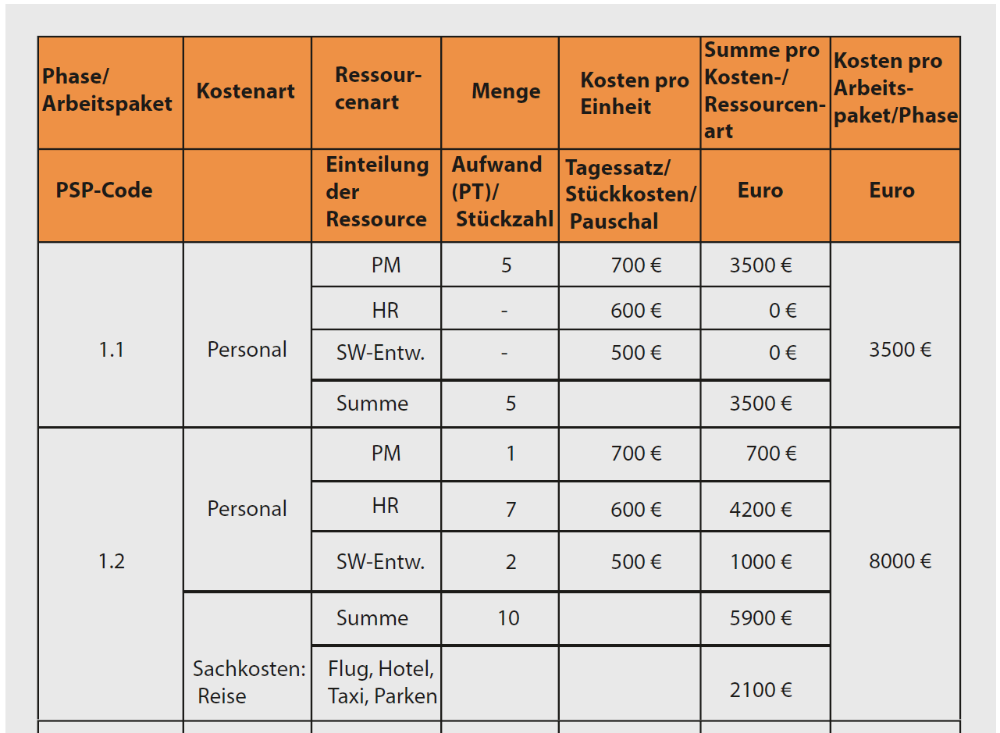 Phase/
Arbeitspaket
Kostenart
Ressour-
cenart
Menge
Kosten pro
Einheit
Summe pro
Kosten-/
Ressourcen-
art
Kosten pro
Arbeits-
paket/Phase
PSP-Code
Einteilung
der
Ressource
Aufwand
(PT)/
Stückzahl
Tagessatz/
Stückkosten/
Pauschal
Euro
Euro
1.1
Personal
PM
5
700 €
3500 €
HR
-
600 €
0 €
SW-Entw.
-
500 €
0 €
Summe
5
3500 €
3500 €
1.2
Personal
PM
1
700 €
700 €
HR
7
600 €
4200 €
SW-Entw.
2
500 €
1000 €
Summe
10
5900 €
Sachkosten:
Reise
Flug, Hotel,
Taxi, Parken
2100 €
8000 €